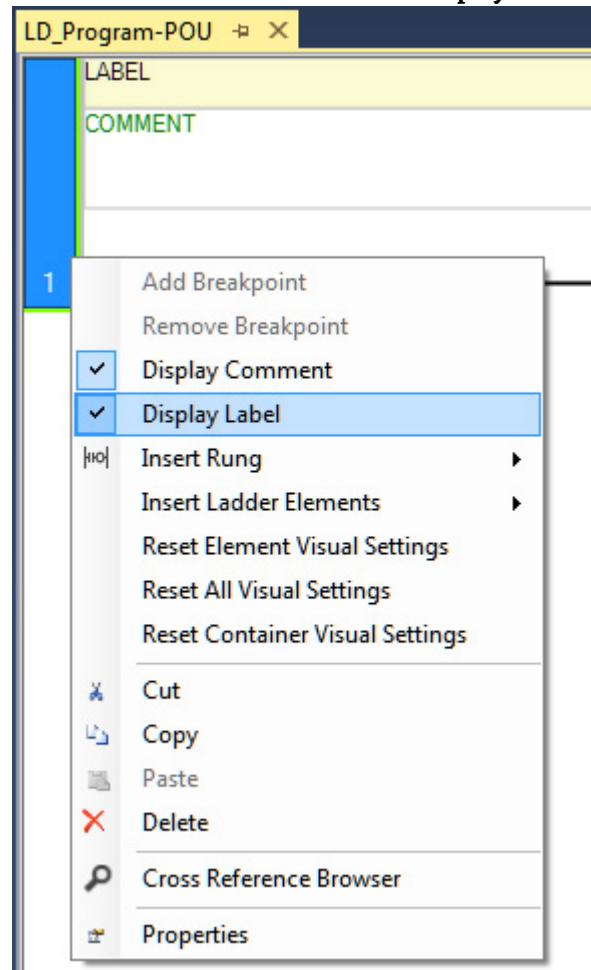 LD_Program-POU
LABEL
COMMENT
1
Add Breakpoint
Remove Breakpoint
Display Comment
Display Label
Insert Rung
Insert Ladder Elements
Reset Element Visual Settings
Reset All Visual Settings
Reset Container Visual Settings
Cut
Copy
Paste
Delete
Cross Reference Browser
Properties